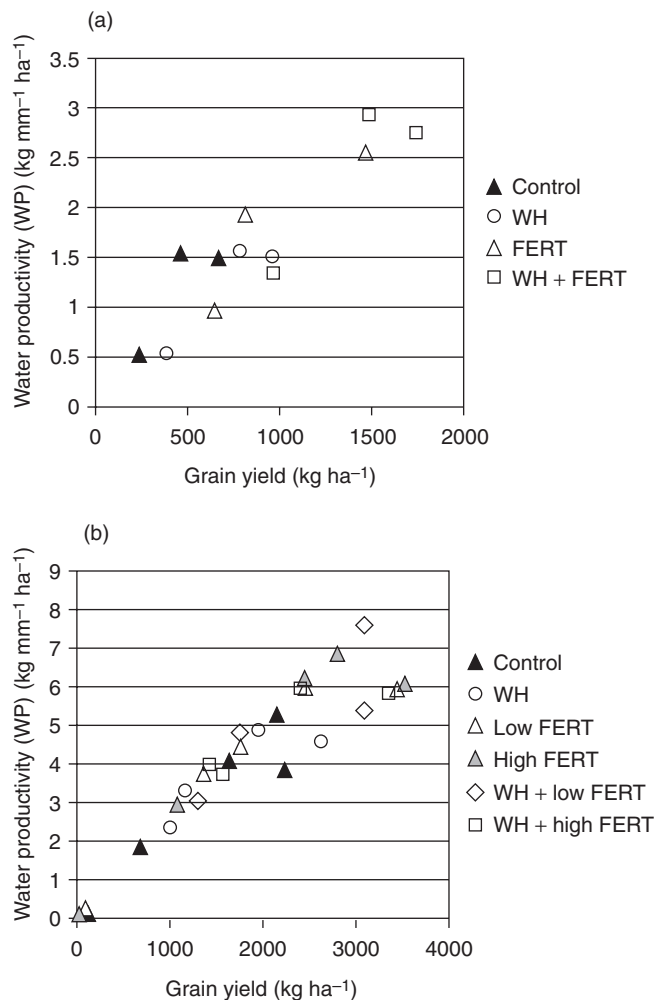 (a)
Water productivity (WP) (kg mm⁻¹ ha⁻¹)
3.5
3
2.5
2
1.5
1
0.5
0
0 500 1000 1500 2000
Grain yield (kg ha⁻¹)
Control
WH
FERT
WH + FERT
(b)
Water productivity (WP) (kg mm⁻¹ ha⁻¹)
9
8
7
6
5
4
3
2
1
0
0 1000 2000 3000 4000
Grain yield (kg ha⁻¹)
Control
WH
Low FERT
High FERT
WH + low FERT
WH + high FERT